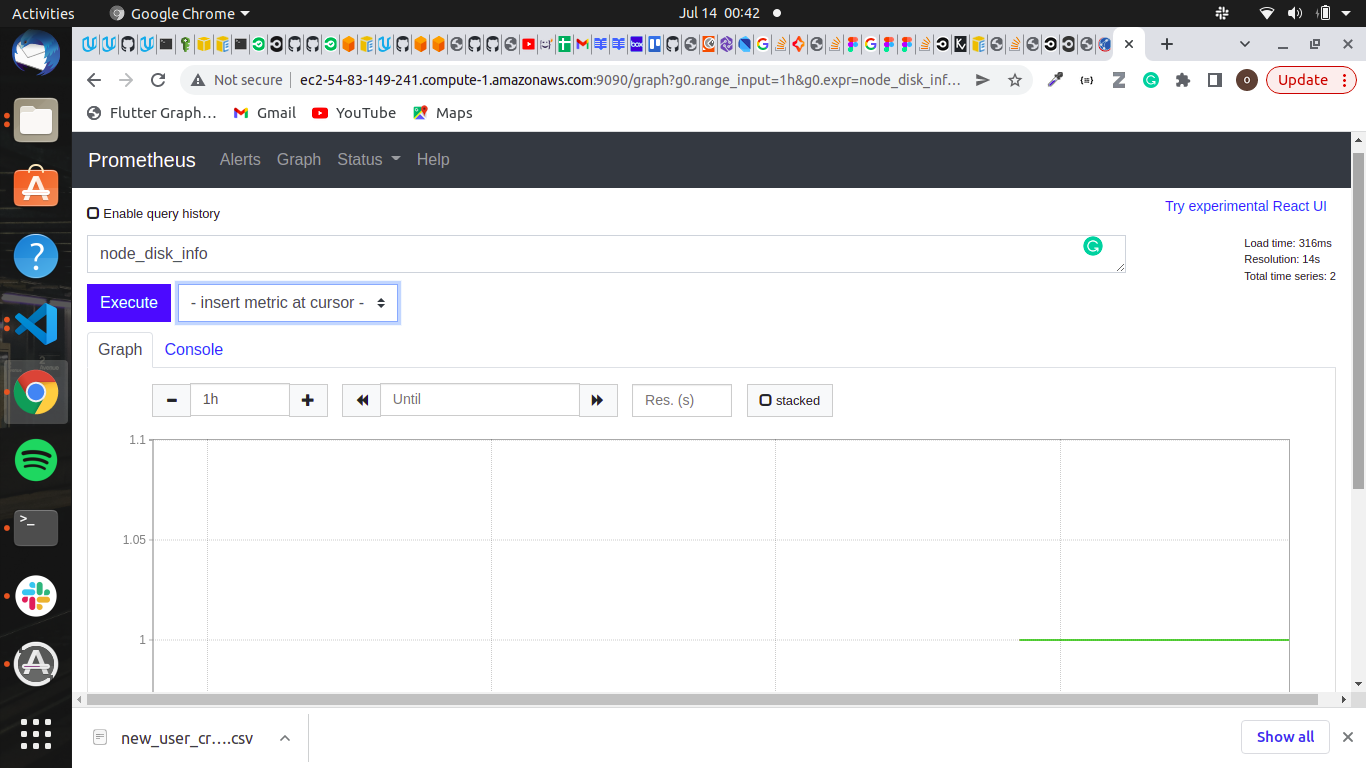 Activities
Google Chrome
Jul 14 00:42
Not secure
ec2-54-83-149-241.compute-1.amazonaws.com:9090/graph?g0.range_input=1h&g0.expr=node_disk_inf…
Update
Flutter Graph…
Gmail
YouTube
Maps
Prometheus
Alerts
Graph
Status
Help
Enable query history
Try experimental React UI
node_disk_info
Load time: 316ms
Resolution: 14s
Total time series: 2
Execute
- insert metric at cursor -
Graph
Console
1h
Until
Res. (s)
stacked
1.1
1.05
1
new_user_cr….csv
Show all